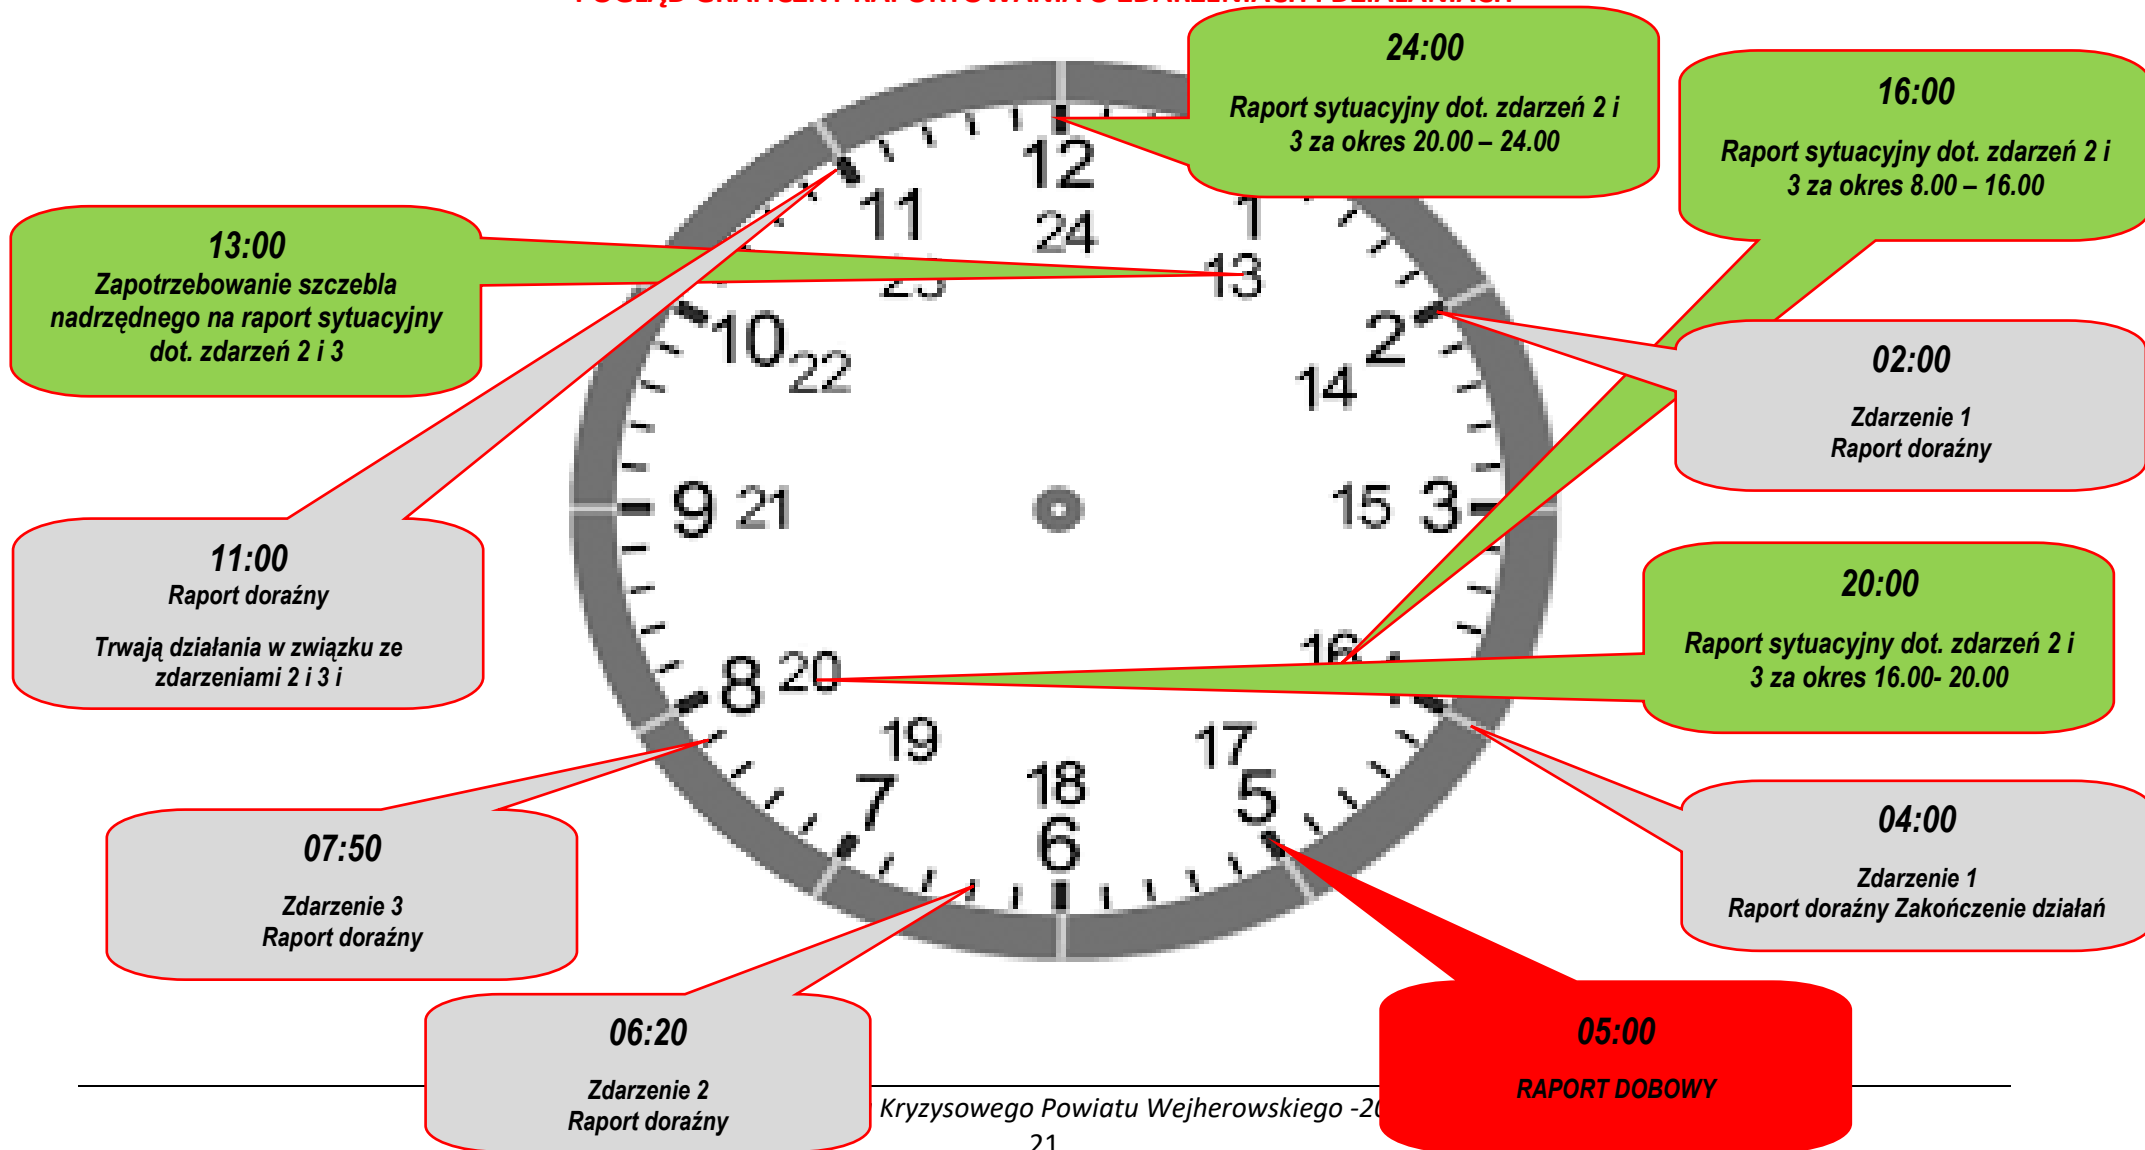 24:00
Raport sytuacyjny dot. zdarzeń 2 i
3 za okres 20.00 – 24.00
16:00
Raport sytuacyjny dot. zdarzeń 2 i
3 za okres 8.00 – 16.00
13:00
Zapotrzebowanie szczebla
nadrzędnego na raport sytuacyjny
dot. zdarzeń 2 i 3
02:00
Zdarzenie 1
Raport doraźny
11:00
Raport doraźny
Trwają działania w związku ze
zdarzeniami 2 i 3 i
20:00
Raport sytuacyjny dot. zdarzeń 2 i
3 za okres 16.00- 20.00
07:50
Zdarzenie 3
Raport doraźny
04:00
Zdarzenie 1
Raport doraźny Zakończenie działań
06:20
Zdarzenie 2
Raport doraźny
05:00
RAPORT DOBOWY
12
11
1
24
13
10
2
22
14
9
21
15
3
16
8
20
19
17
7
18
5
6
Kryzysowego Powiatu Wejherowskiego
21